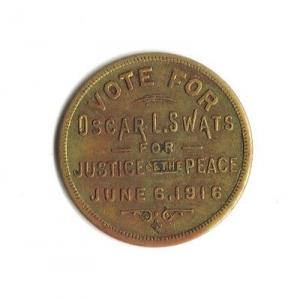 VOTE FOR
OSCAR L. SWATS
FOR
JUSTICE OF THE PEACE
JUNE 6, 1916